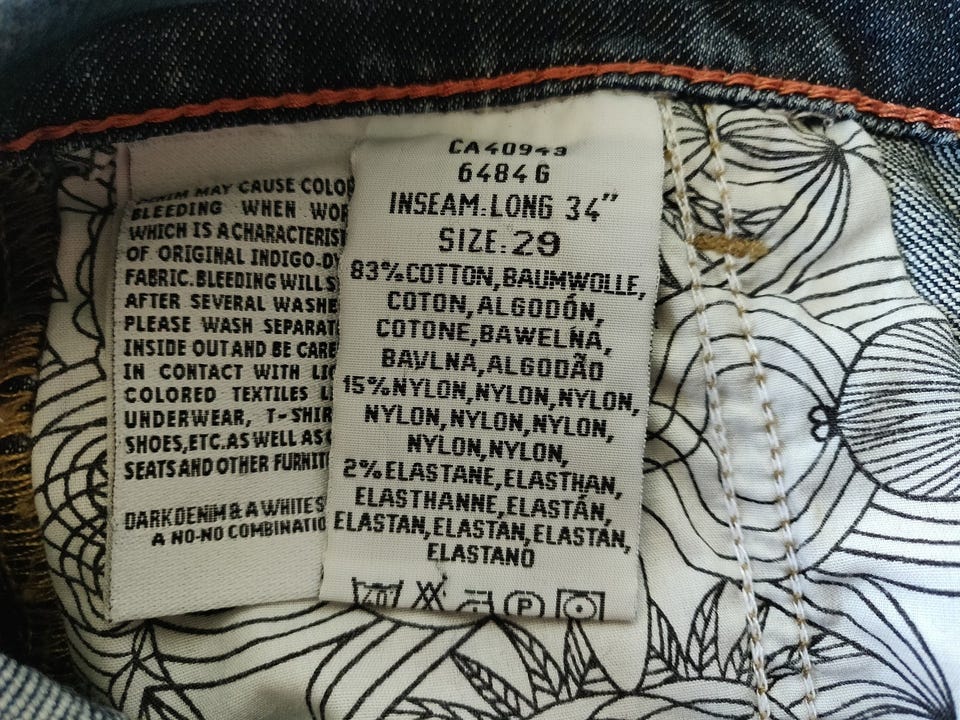 MAY CAUSE COLOR
BLEEDING WHEN WOR
WHICH IS A CHARACTERIST
OF ORIGINAL INDIGO-DY
FABRIC. BLEEDING WILL S
AFTER SEVERAL WASHE
PLEASE WASH SEPARAT
INSIDE OUT AND BE CARE
IN CONTACT WITH LIG
COLORED TEXTILES L
UNDERWEAR, T-SHIR
SHOES,ETC.AS WELL AS
SEATS AND OTHER FURNIT
DARK DENIM & A WHITE S
A NO-NO COMBINATIO
CA40943
6484G
INSEAM:LONG 34"
SIZE:29
83%COTTON,BAUMWOLLE,
COTON,ALGODÓN,
COTONE,BAWELNA,
BAVLNA,ALGODÃO
15%NYLON,NYLON,NYLON,
NYLON,NYLON,NYLON,
NYLON,NYLON,
2%ELASTANE,ELASTHAN,
ELASTHANNE,ELASTÁN,
ELASTAN,ELASTAN,ELASTÁN,
ELASTANO
P